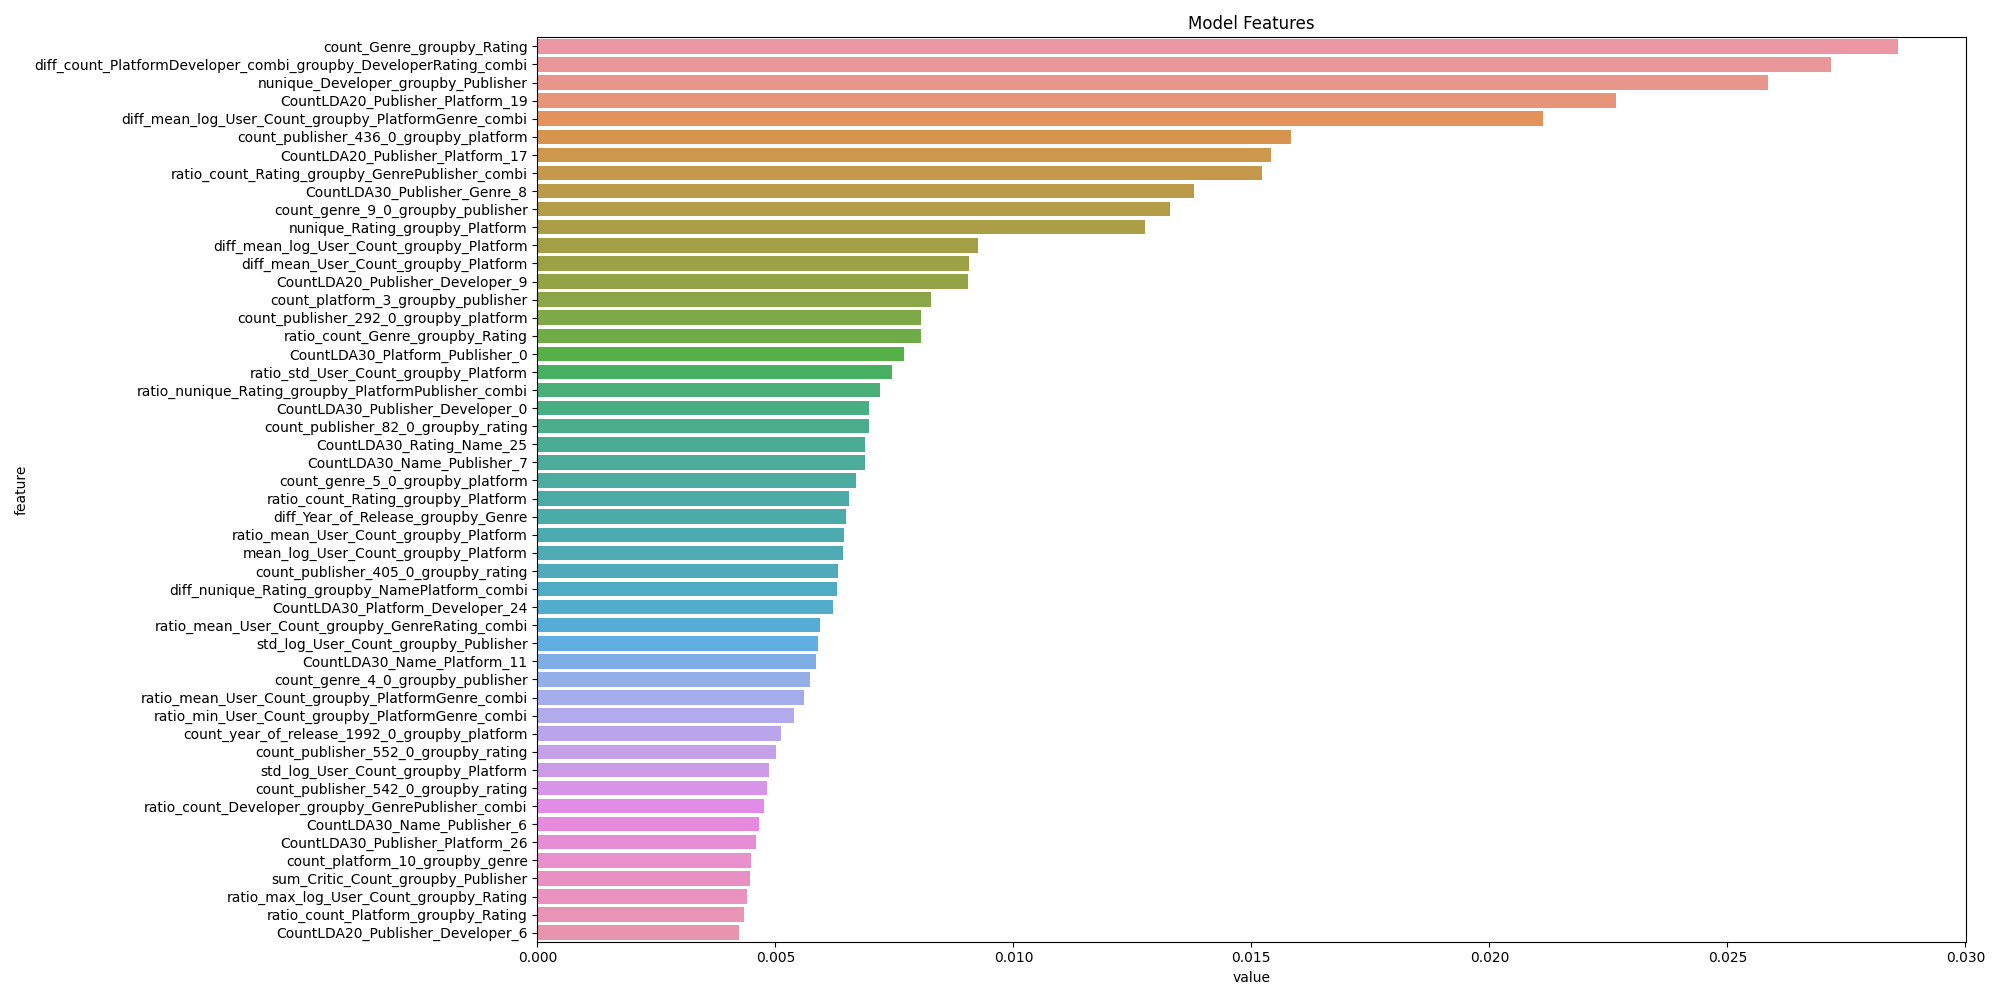 Model Features
count_Genre_groupby_Rating
diff_count_PlatformDeveloper_combi_groupby_DeveloperRating_combi
nunique_Developer_groupby_Publisher
CountLDA20_Publisher_Platform_19
diff_mean_log_User_Count_groupby_PlatformGenre_combi
count_publisher_436_0_groupby_platform
CountLDA20_Publisher_Platform_17
ratio_count_Rating_groupby_GenrePublisher_combi
CountLDA30_Publisher_Genre_8
count_genre_9_0_groupby_publisher
nunique_Rating_groupby_Platform
diff_mean_log_User_Count_groupby_Platform
diff_mean_User_Count_groupby_Platform
CountLDA20_Publisher_Developer_9
count_platform_3_groupby_publisher
count_publisher_292_0_groupby_platform
ratio_count_Genre_groupby_Rating
CountLDA30_Platform_Publisher_0
ratio_std_User_Count_groupby_Platform
ratio_nunique_Rating_groupby_PlatformPublisher_combi
CountLDA30_Publisher_Developer_0
count_publisher_82_0_groupby_rating
CountLDA30_Rating_Name_25
CountLDA30_Name_Publisher_7
count_genre_5_0_groupby_platform
ratio_count_Rating_groupby_Platform
diff_Year_of_Release_groupby_Genre
ratio_mean_User_Count_groupby_Platform
mean_log_User_Count_groupby_Platform
count_publisher_405_0_groupby_rating
diff_nunique_Rating_groupby_NamePlatform_combi
CountLDA30_Platform_Developer_24
ratio_mean_User_Count_groupby_GenreRating_combi
std_log_User_Count_groupby_Publisher
CountLDA30_Name_Platform_11
count_genre_4_0_groupby_publisher
ratio_mean_User_Count_groupby_PlatformGenre_combi
ratio_min_User_Count_groupby_PlatformGenre_combi
count_year_of_release_1992_0_groupby_platform
count_publisher_552_0_groupby_rating
std_log_User_Count_groupby_Platform
count_publisher_542_0_groupby_rating
ratio_count_Developer_groupby_GenrePublisher_combi
CountLDA30_Name_Publisher_6
CountLDA30_Publisher_Platform_26
count_platform_10_groupby_genre
sum_Critic_Count_groupby_Publisher
ratio_max_log_User_Count_groupby_Rating
ratio_count_Platform_groupby_Rating
CountLDA20_Publisher_Developer_6
feature
0.000 0.005 0.010 0.015 0.020 0.025 0.030
value